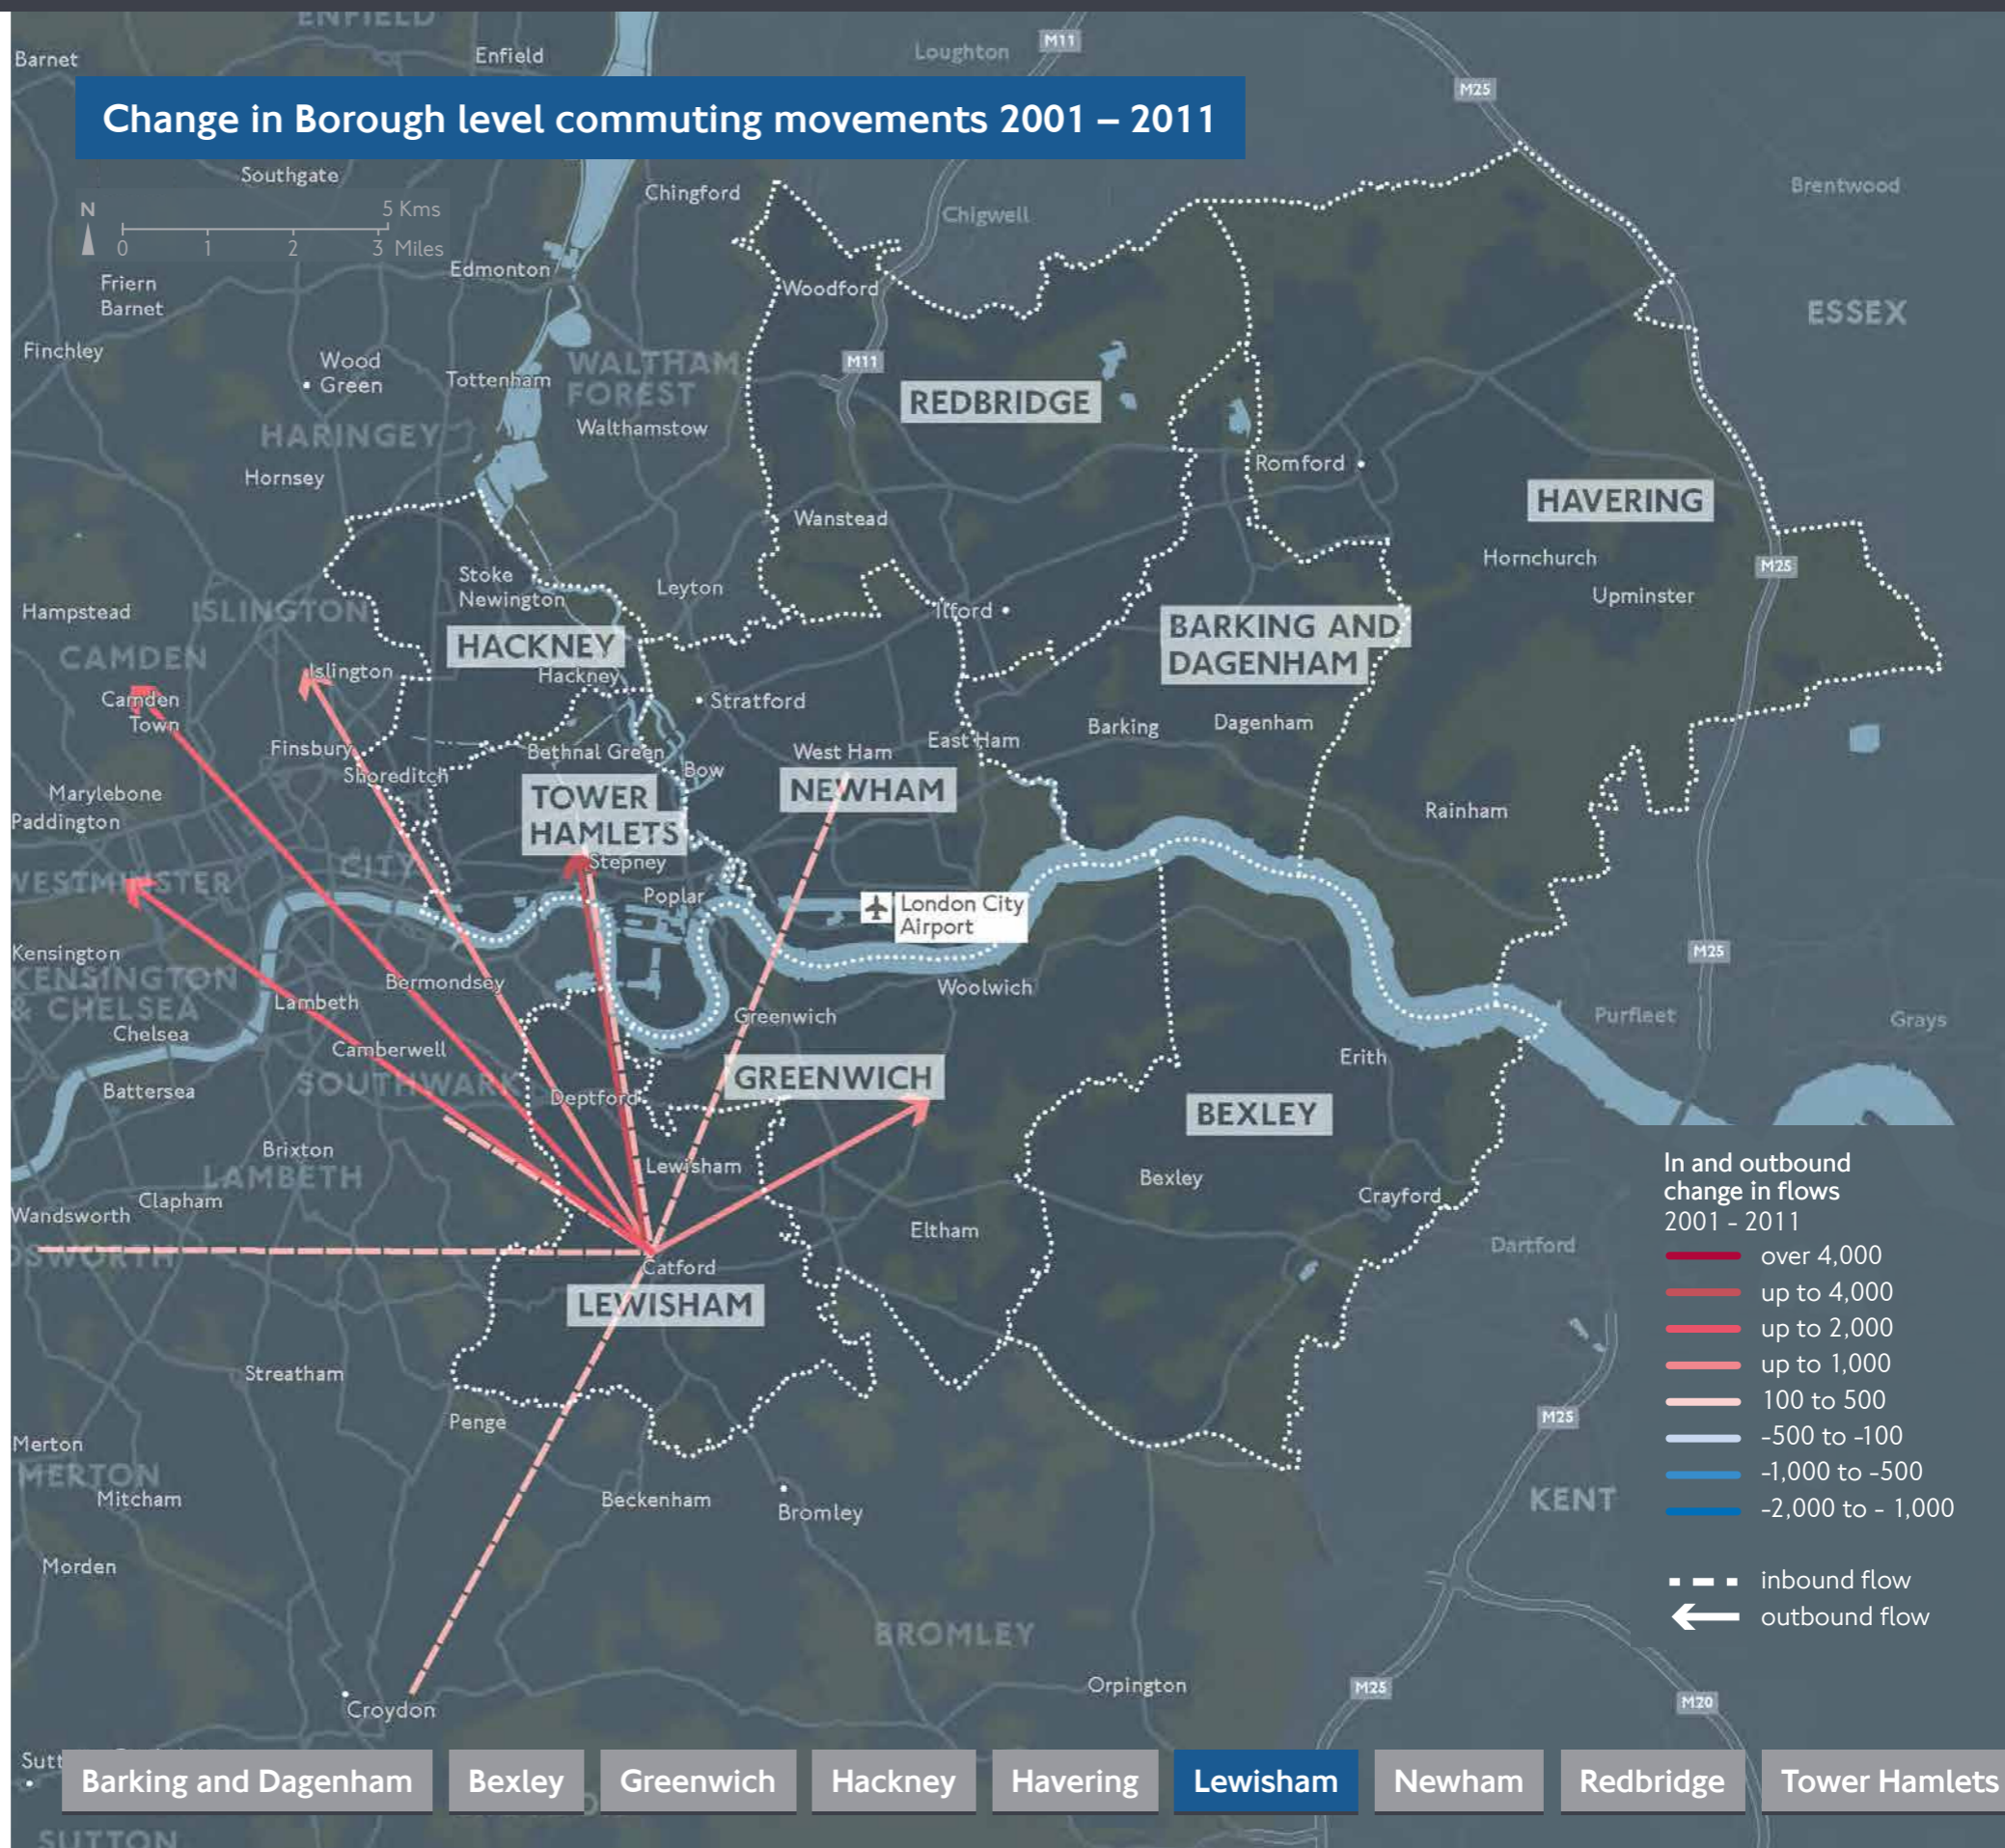 ENFIELD
Barnet
Enfield
Loughton
M11
M25
Change in Borough level commuting movements 2001 – 2011
Southgate
Chingford
Brentwood
N
5 Kms
0
1
2
3
Miles
Chigwell
Edmonton
Friern
Barnet
Woodford
ESSEX
Finchley
Wood
Green
Tottenham
WALTHAM
FOREST
M11
REDBRIDGE
HARINGEY
Walthamstow
Hornsey
Romford
HAVERING
Wanstead
Hornchurch
M25
Stoke
Newington
Leyton
Upminster
Hampstead
ISLINGTON
Ilford
HACKNEY
BARKING AND
DAGENHAM
CAMDEN
Islington
Hackney
Camden
Town
Stratford
Barking
Dagenham
Finsbury
Bethnal Green
West Ham
East Ham
Shoreditch
Bow
Marylebone
TOWER
HAMLETS
NEWHAM
Paddington
Rainham
CITY
Stepney
WESTMINSTER
Poplar
London City
Airport
Kensington
KENSINGTON
& CHELSEA
M25
Bermondsey
Woolwich
Lambeth
Greenwich
Purfleet
Grays
Chelsea
Camberwell
Erith
SOUTHWARK
GREENWICH
Battersea
Deptford
BEXLEY
Brixton
Lewisham
LAMBETH
Bexley
Crayford
Clapham
Wandsworth
Eltham
Dartford
DSWORTH
Catford
LEWISHAM
In and outbound
change in flows
2001 - 2011
over 4,000
up to 4,000
up to 2,000
up to 1,000
100 to 500
-500 to -100
-1,000 to -500
-2,000 to - 1,000
inbound flow
outbound flow
Streatham
Penge
M25
Merton
MERTON
Mitcham
Beckenham
Bromley
KENT
Morden
BROMLEY
Orpington
M25
M20
Croydon
Sutt
Barking and Dagenham
Bexley
Greenwich
Hackney
Havering
Lewisham
Newham
Redbridge
Tower Hamlets
SUTTON